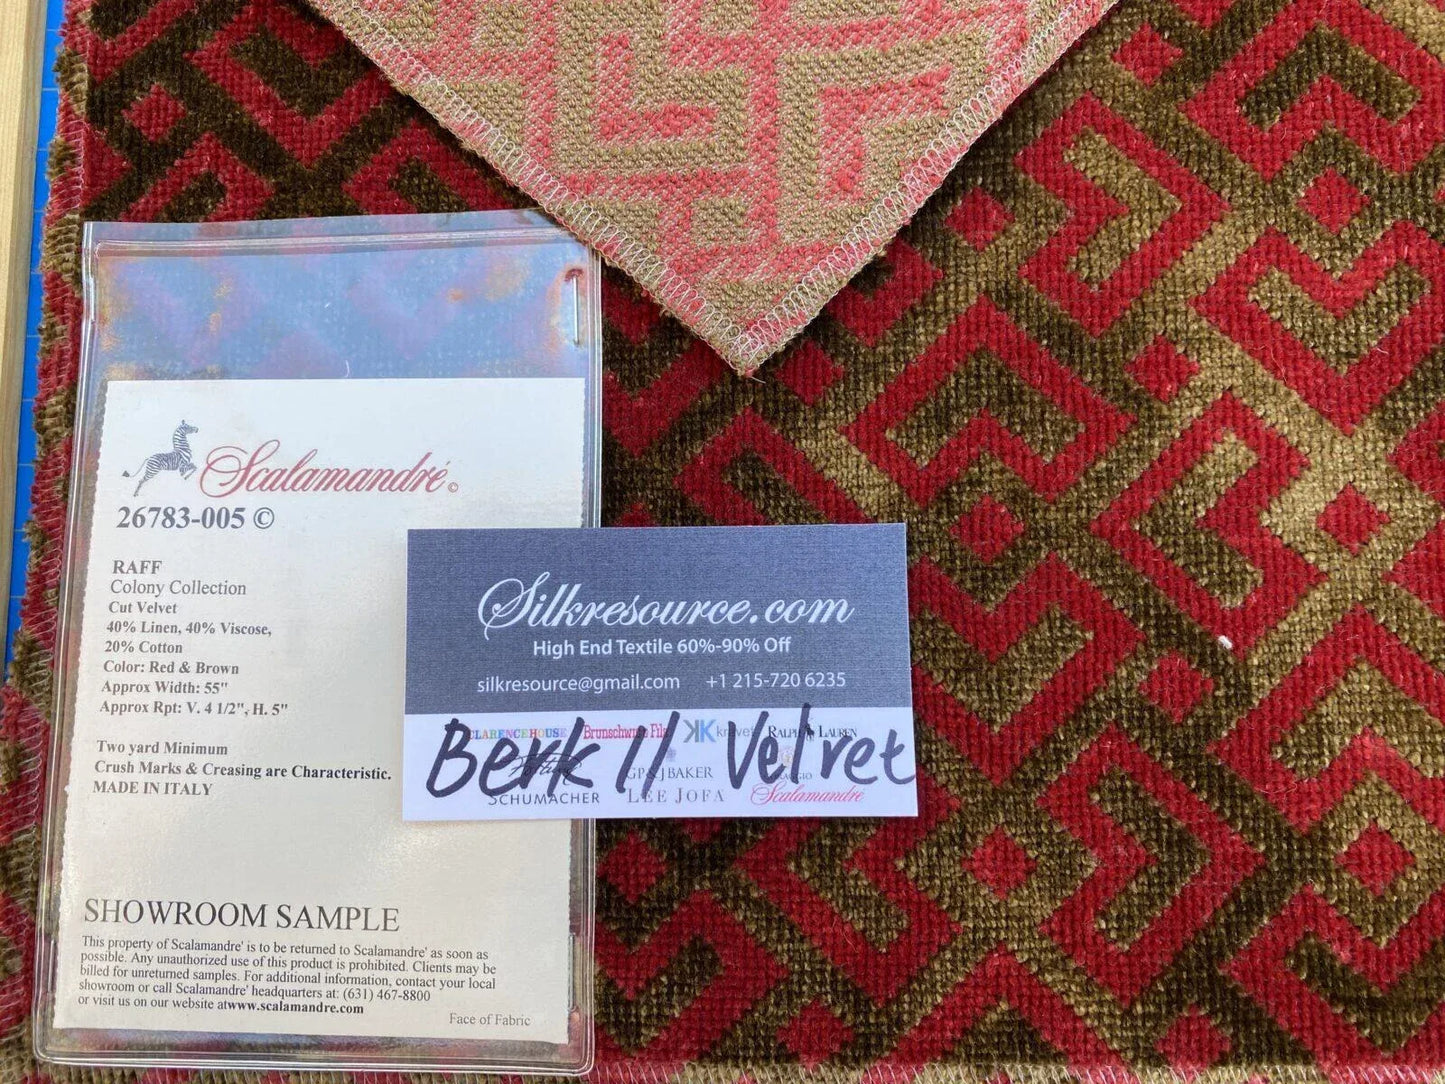 Scalamandré©
26783-005 ©
RAFF
Colony Collection
Cut Velvet
40% Linen, 40% Viscose,
20% Cotton
Color: Red & Brown
Approx Width: 55"
Approx Rpt: V. 4 1/2", H. 5"
Two yard Minimum
Crush Marks & Creasing are Characteristic.
MADE IN ITALY
SHOWROOM SAMPLE
This property of Scalamandre' is to be returned to Scalamandre' as soon as
possible. Any unauthorized use of this product is prohibited. Clients may be
billed for unreturned samples. For additional information, contact your local
showroom or call Scalamandre' headquarters at: (631) 467-8800
or visit us on our website atwww.scalamandre.com
Face of Fabric
Silkresource.com
High End Textile 60%-90% Off
silkresource@gmail.com +1 215-720 6235
CLARENCEHOUSE Brunschwig Fils kravet RALPH LAUREN
Berk 11 Velvet
GP&JBAKER
SCHUMACHER LEE JOFA Scalamandré